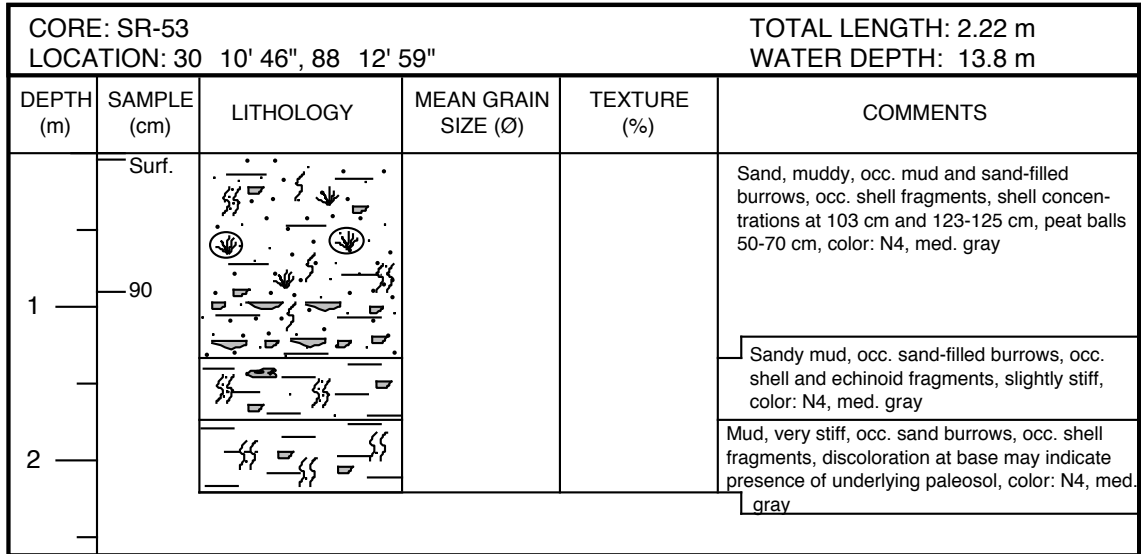 CORE: SR-53
TOTAL LENGTH: 2.22 m
LOCATION: 30 10' 46", 88 12' 59"
WATER DEPTH: 13.8 m
DEPTH (m)
SAMPLE (cm)
LITHOLOGY
MEAN GRAIN
SIZE (Ø)
TEXTURE
(%)
COMMENTS
Surf.
Sand, muddy, occ. mud and sand-filled
burrows, occ. shell fragments, shell concen-
trations at 103 cm and 123-125 cm, peat balls
50-70 cm, color: N4, med. gray
90
1
Sandy mud, occ. sand-filled burrows, occ.
shell and echinoid fragments, slightly stiff,
color: N4, med. gray
Mud, very stiff, occ. sand burrows, occ. shell
fragments, discoloration at base may indicate
presence of underlying paleosol, color: N4, med.
gray
2